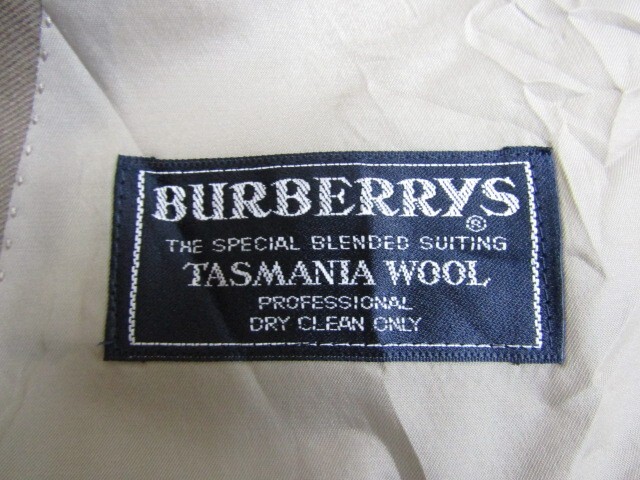 BURBERRYS®
THE SPECIAL BLENDED SUITING
TASMANIA WOOL
PROFESSIONAL
DRY CLEAN ONLY